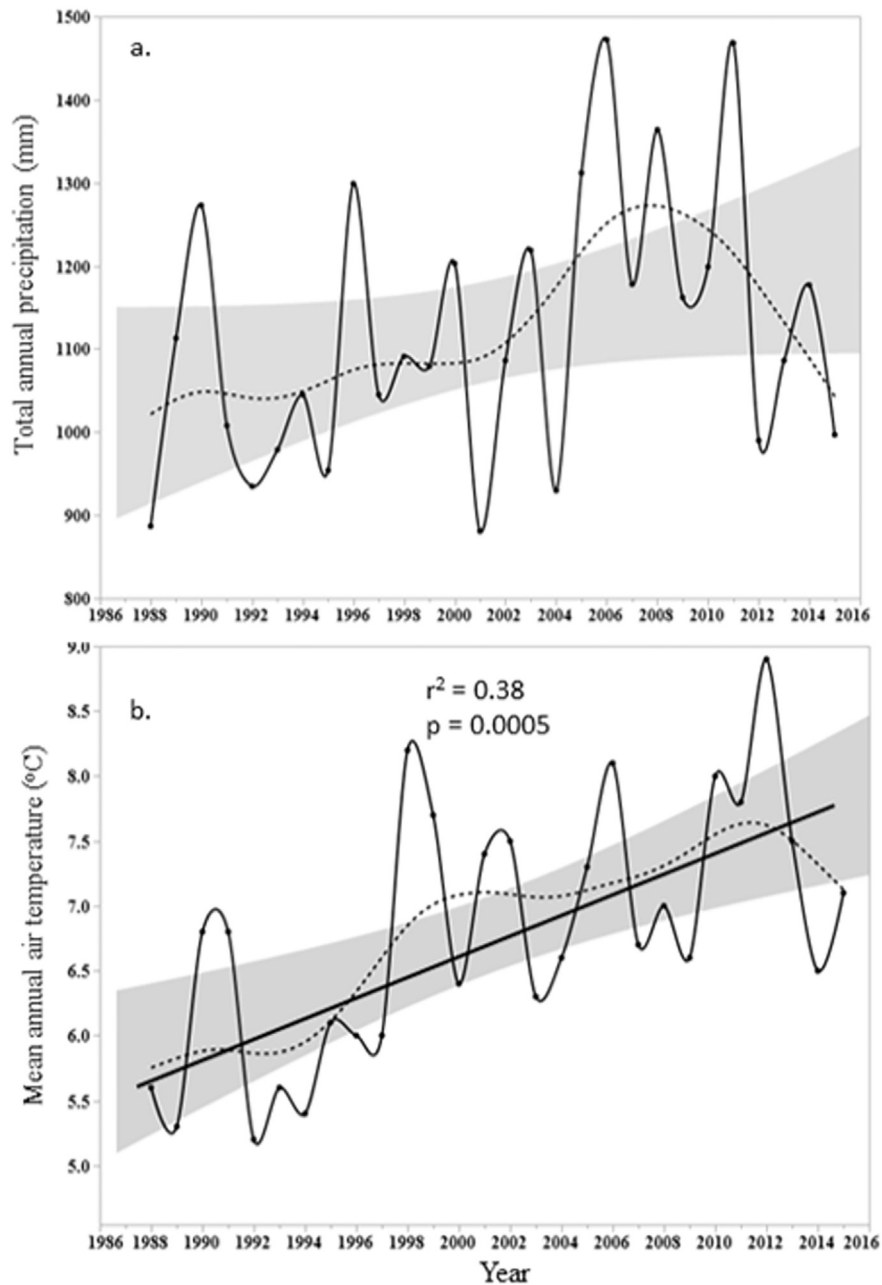 a.
Total annual precipitation (mm)
1500
1400
1300
1200
1100
1000
900
800
1986 1988 1990 1992 1994 1996 1998 2000 2002 2004 2006 2008 2010 2012 2014 2016
b.
r² = 0.38
p = 0.0005
Mean annual air temperature (°C)
9.0
8.5
8.0
7.5
7.0
6.5
6.0
5.5
5.0
1986 1988 1990 1992 1994 1996 1998 2000 2002 2004 2006 2008 2010 2012 2014 2016
Year